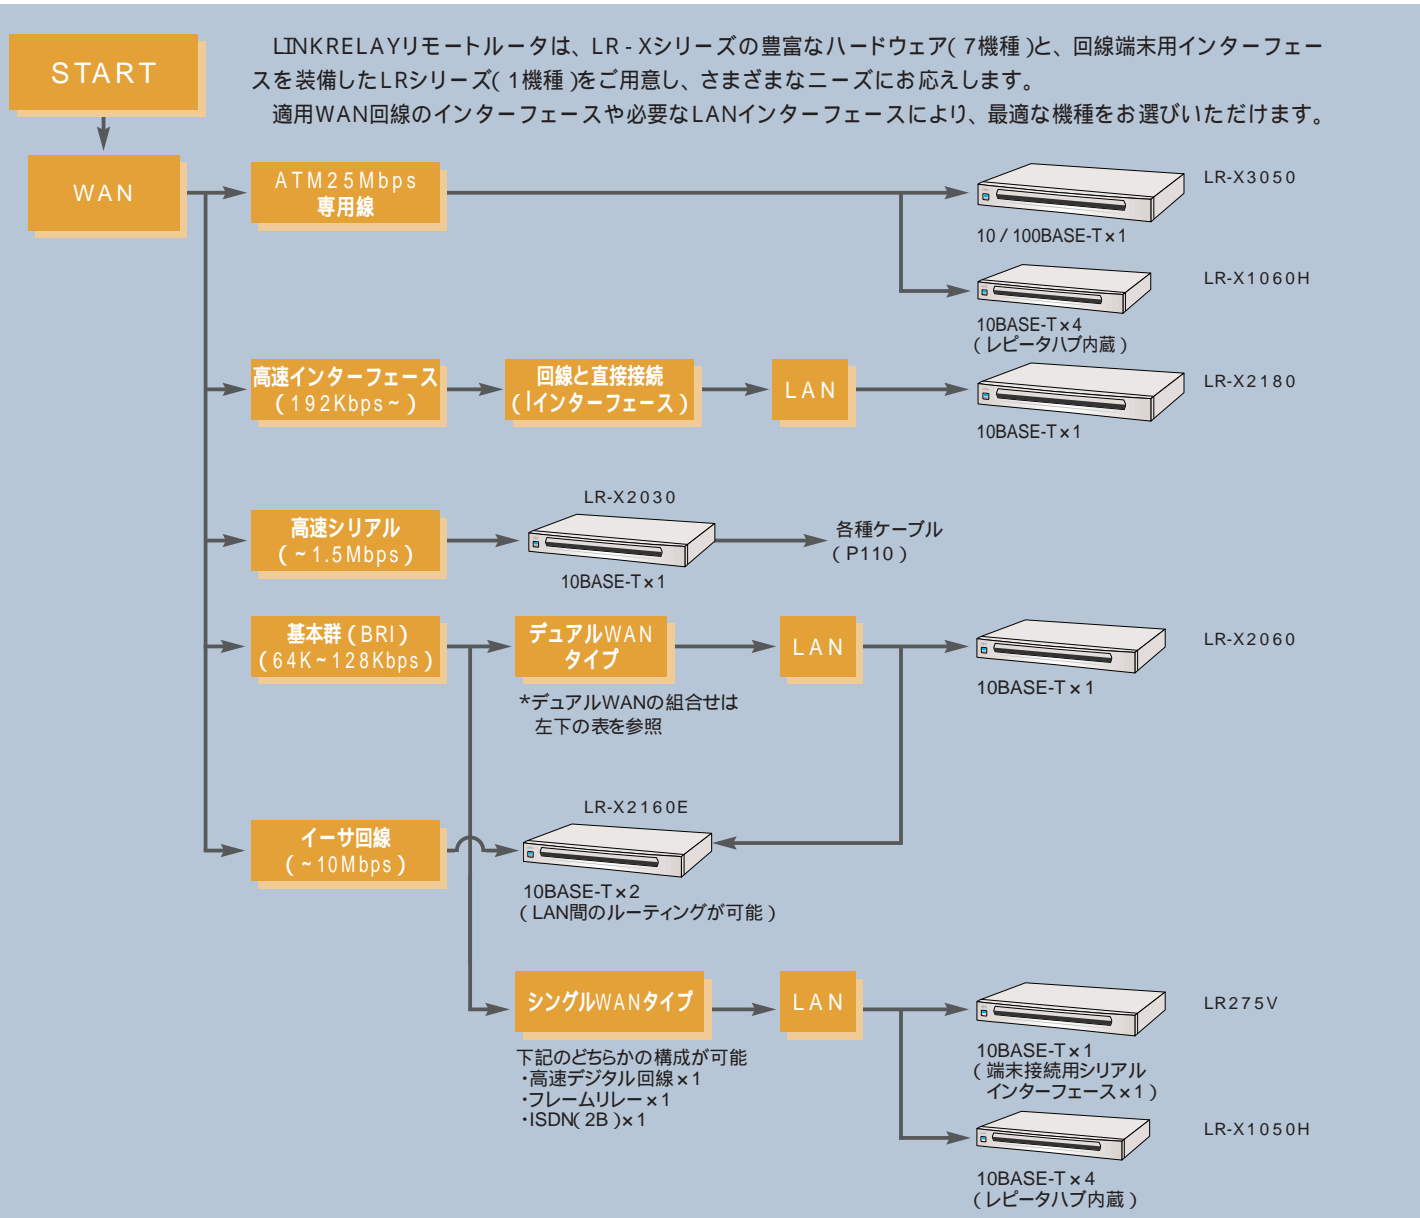 START
LINKRELAYリモートルータは、LR-Xシリーズの豊富なハードウェア(7機種)と、回線端末用インターフェー
スを装備したLRシリーズ(1機種)をご用意し、さまざまなニーズにお応えします。
適用WAN回線のインターフェースや必要なLANインターフェースにより、最適な機種をお選びいただけます。
WAN
ATM25Mbps
専用線
LR-X3050
10/100BASE-T×1
LR-X1060H
10BASE-T×4
(レピータハブ内蔵)
高速インターフェース
(192Kbps~)
回線と直接接続
(Iインターフェース)
LAN
LR-X2180
10BASE-T×1
高速シリアル
(~1.5Mbps)
LR-X2030
10BASE-T×1
各種ケーブル
(P110)
基本群(BRI)
(64K~128Kbps)
デュアルWAN
タイプ
*デュアルWANの組合せは
左下の表を参照
LAN
LR-X2060
10BASE-T×1
イーサ回線
(~10Mbps)
LR-X2160E
10BASE-T×2
(LAN間のルーティングが可能)
シングルWANタイプ
下記のどちらかの構成が可能
・高速デジタル回線×1
・フレームリレー×1
・ISDN(2B)×1
LAN
LR275V
10BASE-T×1
(端末接続用シリアル
インターフェース×1)
LR-X1050H
10BASE-T×4
(レピータハブ内蔵)